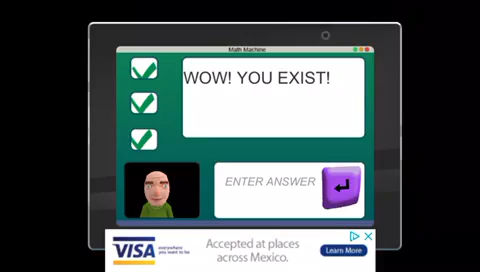 Math Machine
WOW! YOU EXIST!
ENTER ANSWER
VISA
everywhere
you want to be
Accepted at places
across Mexico.
Learn More